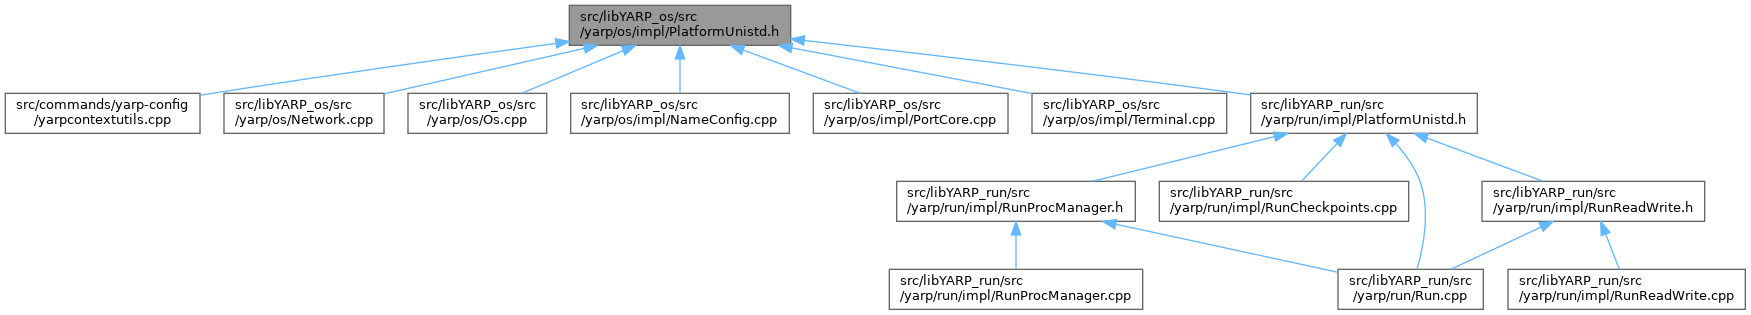 src/libYARP_os/src
/yarp/os/impl/PlatformUnistd.h
src/commands/yarp-config
/yarpcontextutils.cpp
src/libYARP_os/src
/yarp/os/Network.cpp
src/libYARP_os/src
/yarp/os/Os.cpp
src/libYARP_os/src
/yarp/os/impl/NameConfig.cpp
src/libYARP_os/src
/yarp/os/impl/PortCore.cpp
src/libYARP_os/src
/yarp/os/impl/Terminal.cpp
src/libYARP_run/src
/yarp/run/impl/PlatformUnistd.h
src/libYARP_run/src
/yarp/run/impl/RunProcManager.h
src/libYARP_run/src
/yarp/run/impl/RunCheckpoints.cpp
src/libYARP_run/src
/yarp/run/impl/RunReadWrite.h
src/libYARP_run/src
/yarp/run/impl/RunProcManager.cpp
src/libYARP_run/src
/yarp/run/Run.cpp
src/libYARP_run/src
/yarp/run/impl/RunReadWrite.cpp